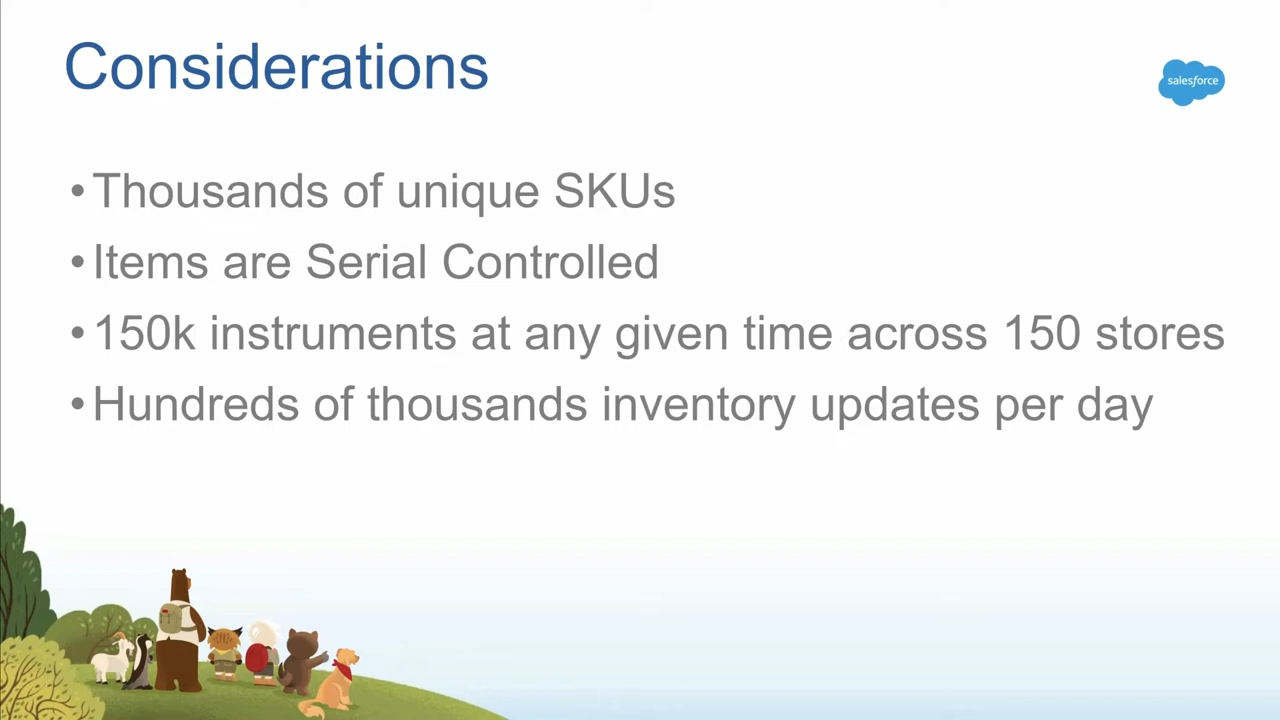 Considerations
salesforce
•Thousands of unique SKUs
•Items are Serial Controlled
•150k instruments at any given time across 150 stores
•Hundreds of thousands inventory updates per day